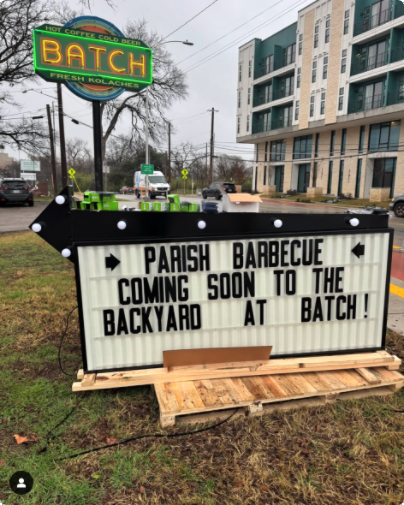 HOT COFFEE COLD BEER
BATCH
FRESH KOLACHES
PARISH BARBECUE
COMING SOON TO THE
BACKYARD AT BATCH!